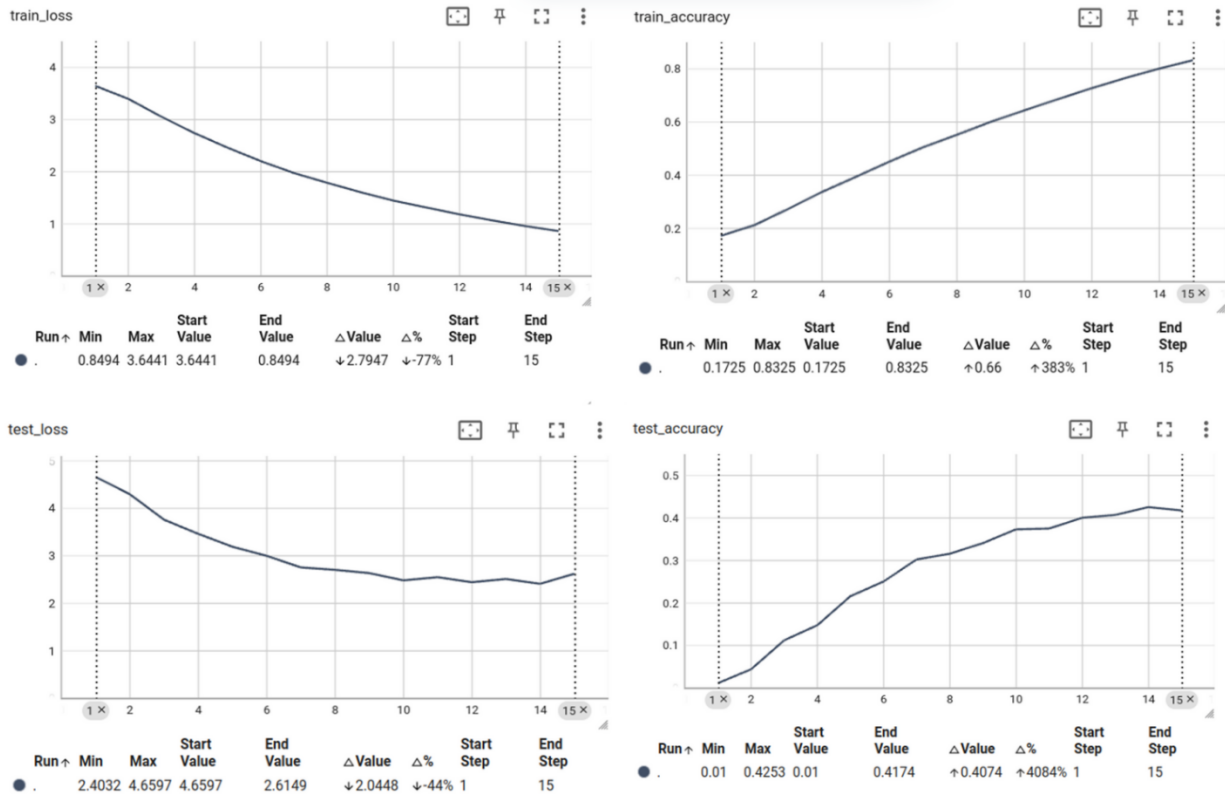 train_loss
4
3
2
1
1 × 2 4 6 8 10 12 14 15 ×
Run↑ Min Max Start Value End Value △Value △% Start Step End Step
. 0.8494 3.6441 3.6441 0.8494 ↓2.7947 ↓-77% 1 15
train_accuracy
0.8
0.6
0.4
0.2
1 × 2 4 6 8 10 12 14 15 ×
Run↑ Min Max Start Value End Value △Value △% Start Step End Step
. 0.1725 0.8325 0.1725 0.8325 ↑0.66 ↑383% 1 15
test_loss
5
4
3
2
1
1 × 2 4 6 8 10 12 14 15 ×
Run↑ Min Max Start Value End Value △Value △% Start Step End Step
. 2.4032 4.6597 4.6597 2.6149 ↓2.0448 ↓-44% 1 15
test_accuracy
0.5
0.4
0.3
0.2
0.1
1 × 2 4 6 8 10 12 14 15 ×
Run↑ Min Max Start Value End Value △Value △% Start Step End Step
. 0.01 0.4253 0.01 0.4174 ↑0.4074 ↑4084% 1 15